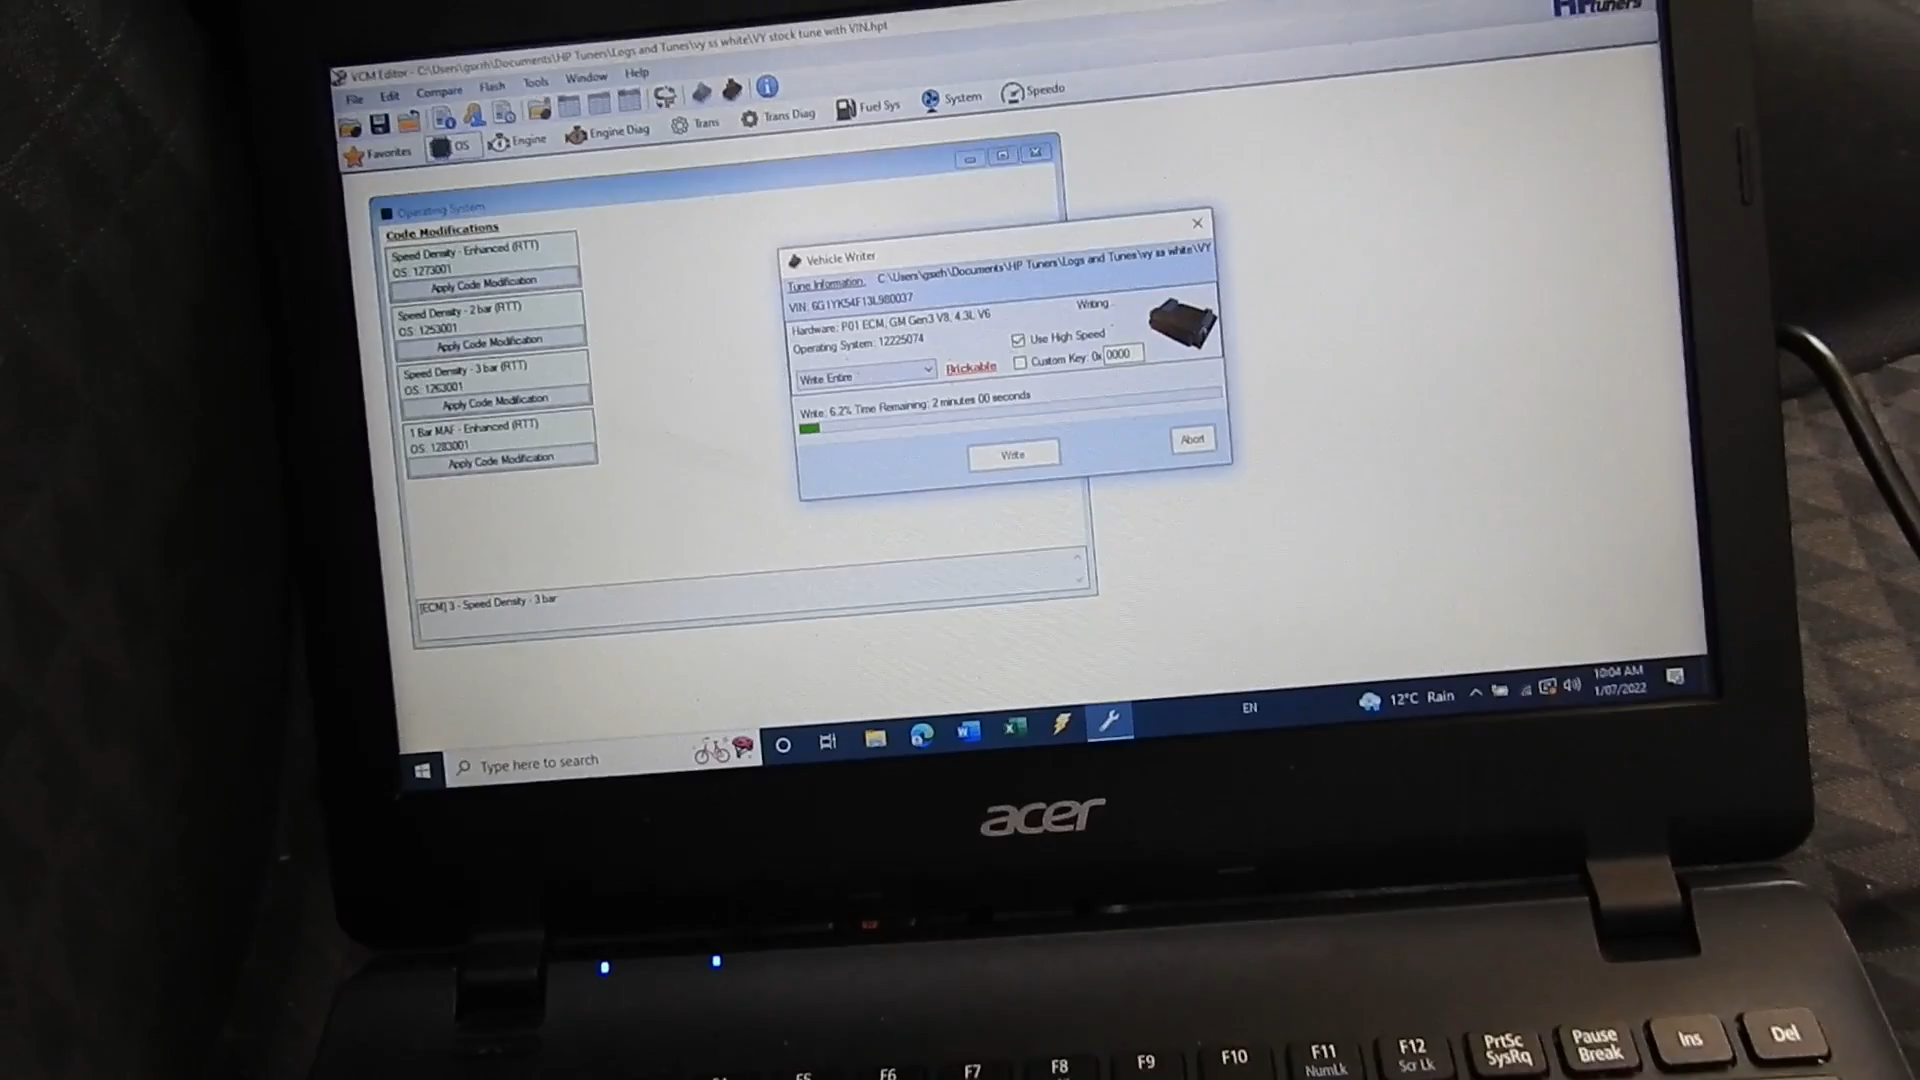 VCM Editor - C:\Users\gsxrh\Documents\HP Tuners\Logs and Tunes\vy ss white\VY stock tune with VIN.hpt
HPtuners
File Edit Compare Flash Tools Window Help
Favorites OS Engine Engine Diag Trans Trans Diag Fuel Sys System Speedo
Operating System
Code Modifications
Speed Density - Enhanced (RTT)
OS: 1273001
Apply Code Modification
Speed Density - 2 bar (RTT)
OS: 1253001
Apply Code Modification
Speed Density - 3 bar (RTT)
OS: 1263001
Apply Code Modification
1 Bar MAF - Enhanced (RTT)
OS: 1283001
Apply Code Modification
[ECM] 3 - Speed Density - 3 bar
Vehicle Writer
Tune Information. C:\Users\gsxrh\Documents\HP Tuners\Logs and Tunes\vy ss white\VY
VIN: 6G1YK54F13L980037
Hardware: P01 ECM, GM Gen3 V8, 4.3L V6
Writing...
Operating System: 12225074
Use High Speed
Write Entire
Brickable
Custom Key: 0x 0000
Write: 6.2% Time Remaining: 2 minutes 00 seconds
Write
Abort
Type here to search
EN
12°C Rain
10:04 AM
1/07/2022
acer
F5 F6 F7 F8 F9 F10 F11 F12 PrtSc Pause Ins Del
NumLk Scr Lk SysRq Break